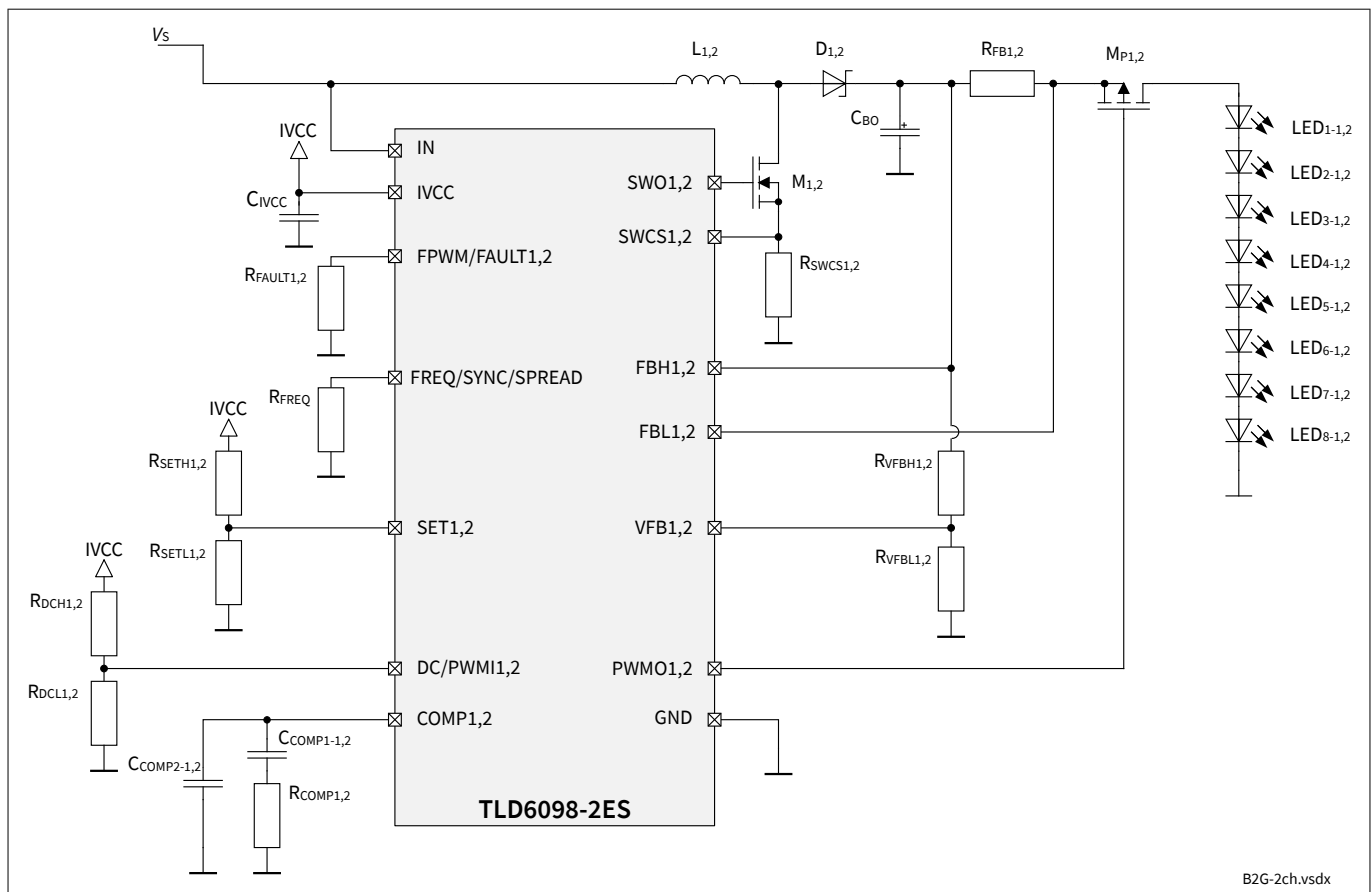 VS
L1,2
D1,2
RFB1,2
MP1,2
CBO
IVCC
CIVCC
IN
IVCC
FPWM/FAULT1,2
RFAULT1,2
FREQ/SYNC/SPREAD
RFREQ
IVCC
RSETH1,2
SET1,2
RSETL1,2
IVCC
RDCH1,2
DC/PWMI1,2
RDCL1,2
COMP1,2
CCOMP1-1,2
CCOMP2-1,2
RCOMP1,2
SWO1,2
M1,2
SWCS1,2
RSWCS1,2
FBH1,2
FBL1,2
RVFBH1,2
VFB1,2
RVFBL1,2
PWMO1,2
GND
LED1-1,2
LED2-1,2
LED3-1,2
LED4-1,2
LED5-1,2
LED6-1,2
LED7-1,2
LED8-1,2
TLD6098-2ES
B2G-2ch.vsdx